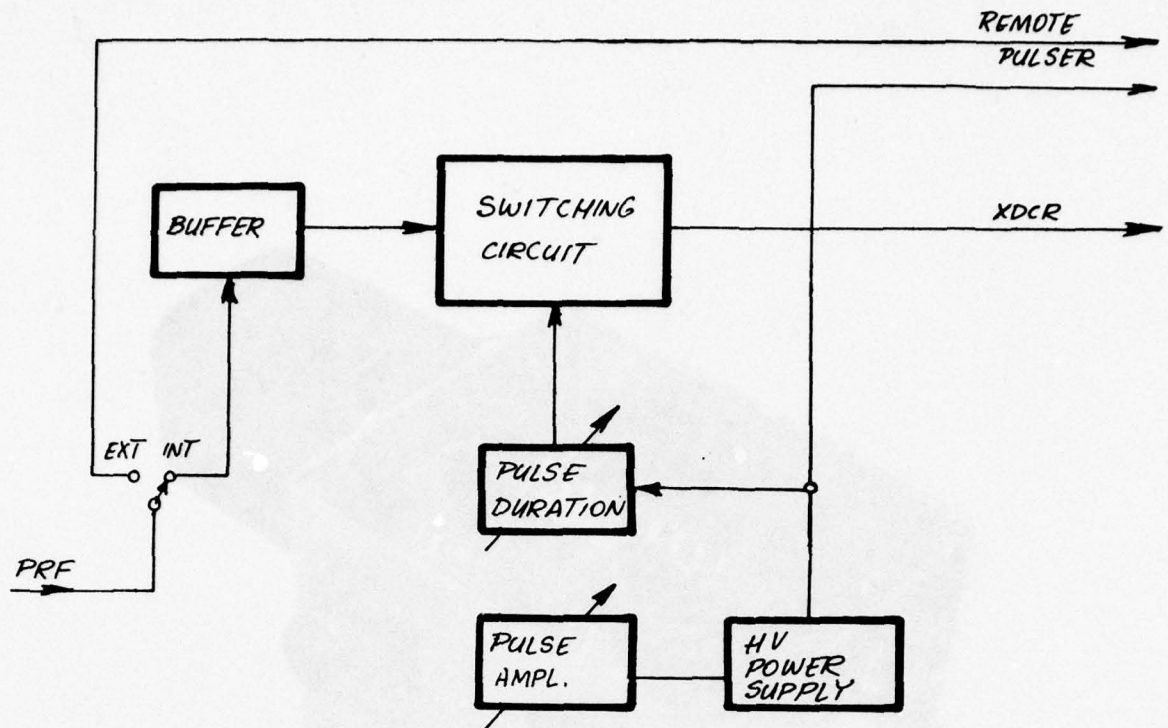 REMOTE
PULSER
BUFFER
SWITCHING
CIRCUIT
XDCR
EXT INT
PULSE
DURATION
PRF
PULSE
AMPL.
HV
POWER
SUPPLY